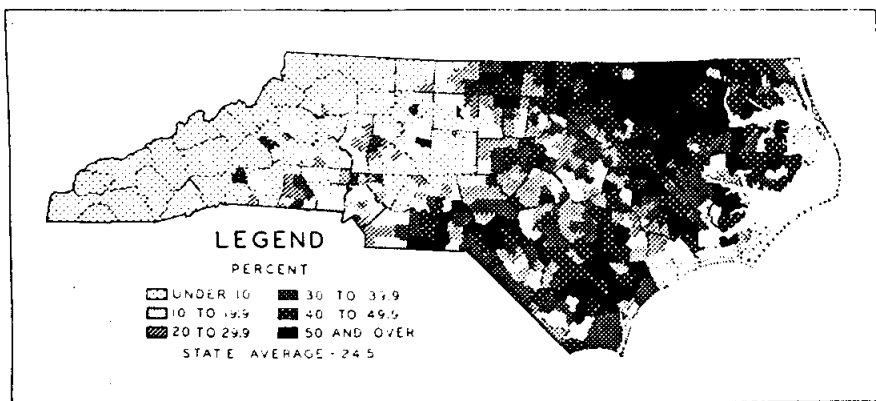 LEGEND
PERCENT
UNDER 10
30 TO 39.9
10 TO 19.9
40 TO 49.9
20 TO 29.9
50 AND OVER
STATE AVERAGE - 24.5